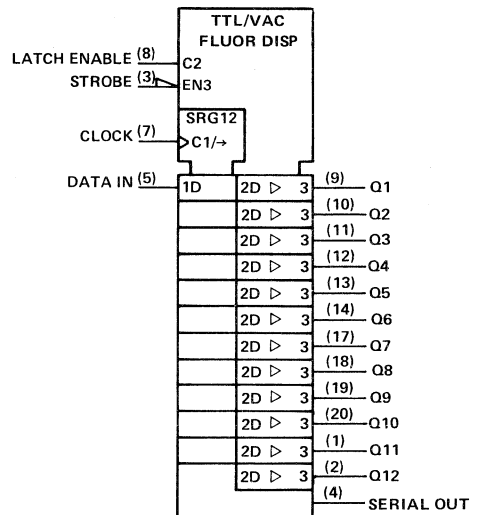 TTL/VAC
FLUOR DISP
LATCH ENABLE (8) C2
STROBE (3) EN3
SRG12
CLOCK (7) C1/→
DATA IN (5) 1D 2D ▷ 3 (9) Q1
2D ▷ 3 (10) Q2
2D ▷ 3 (11) Q3
2D ▷ 3 (12) Q4
2D ▷ 3 (13) Q5
2D ▷ 3 (14) Q6
2D ▷ 3 (17) Q7
2D ▷ 3 (18) Q8
2D ▷ 3 (19) Q9
2D ▷ 3 (20) Q10
2D ▷ 3 (1) Q11
2D ▷ 3 (2) Q12
(4) SERIAL OUT